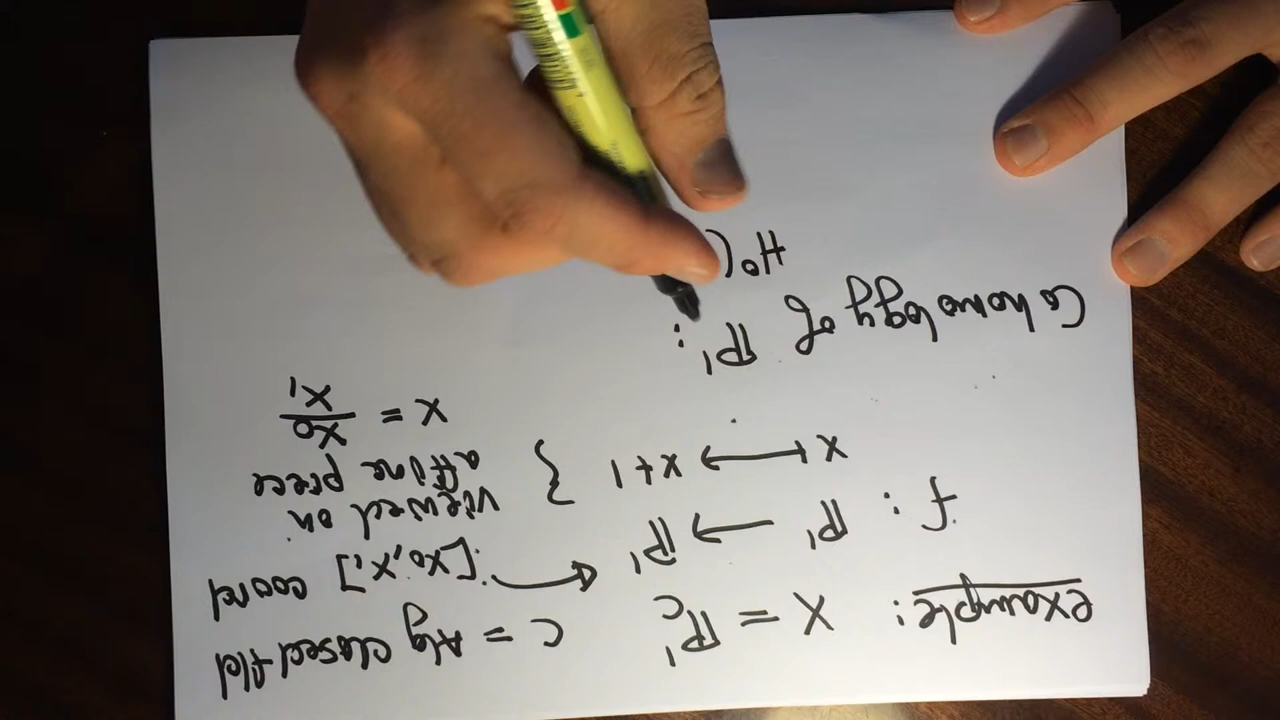 example: X = ℙ¹_C C = Alg closed fld
f: ℙ¹ → ℙ¹ [x₀,x₁] coord
x ↦ x+1 } viewed on affine piece x = x₀/x₁
Cohomology of ℙ¹:
H⁰(